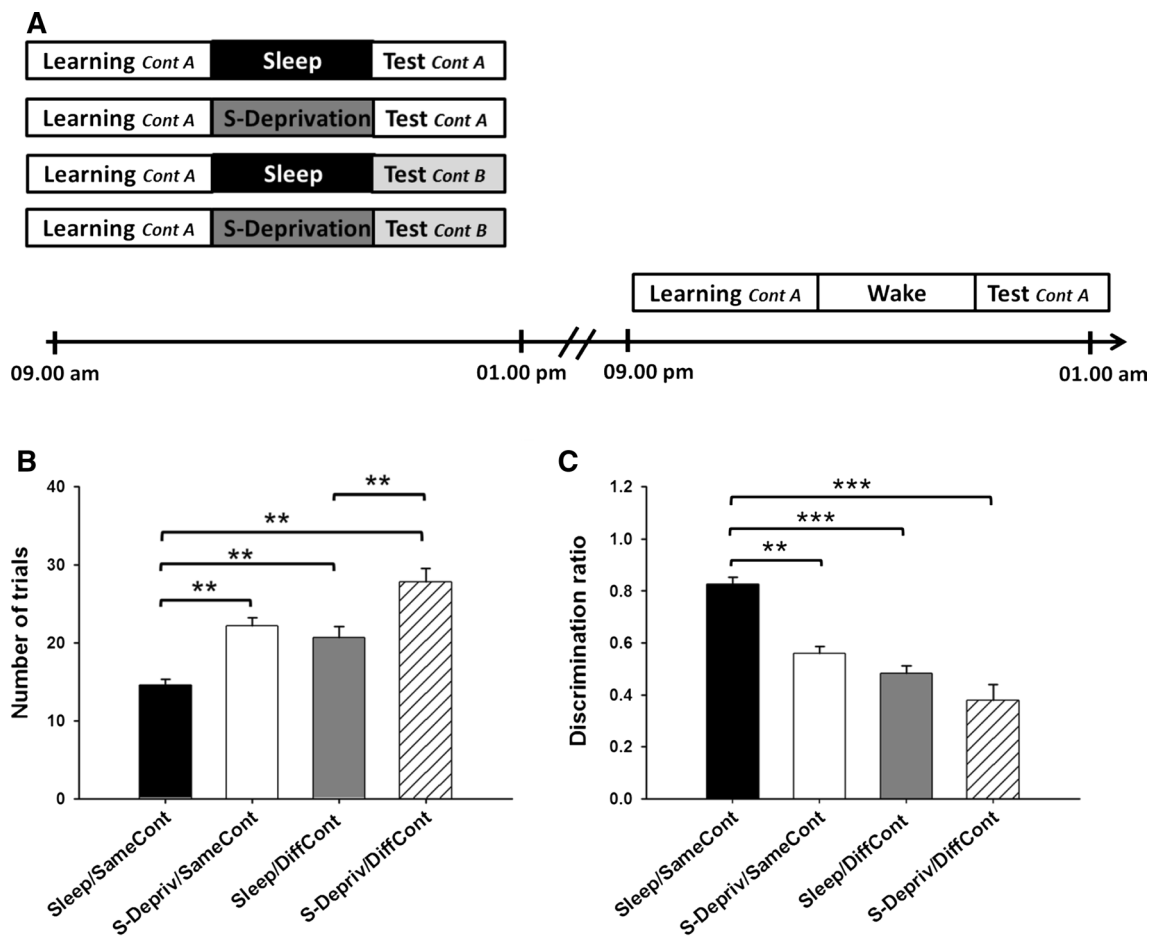 A
Learning Cont A Sleep Test Cont A
Learning Cont A S-Deprivation Test Cont A
Learning Cont A Sleep Test Cont B
Learning Cont A S-Deprivation Test Cont B
Learning Cont A Wake Test Cont A
09.00 am 01.00 pm 09.00 pm 01.00 am
B
Number of trials
40
30
20
10
0
**
**
**
**
Sleep/SameCont
S-Depriv/SameCont
Sleep/DiffCont
S-Depriv/DiffCont
C
Discrimination ratio
1.2
1.0
0.8
0.6
0.4
0.2
0.0
***
***
**
Sleep/SameCont
S-Depriv/SameCont
Sleep/DiffCont
S-Depriv/DiffCont